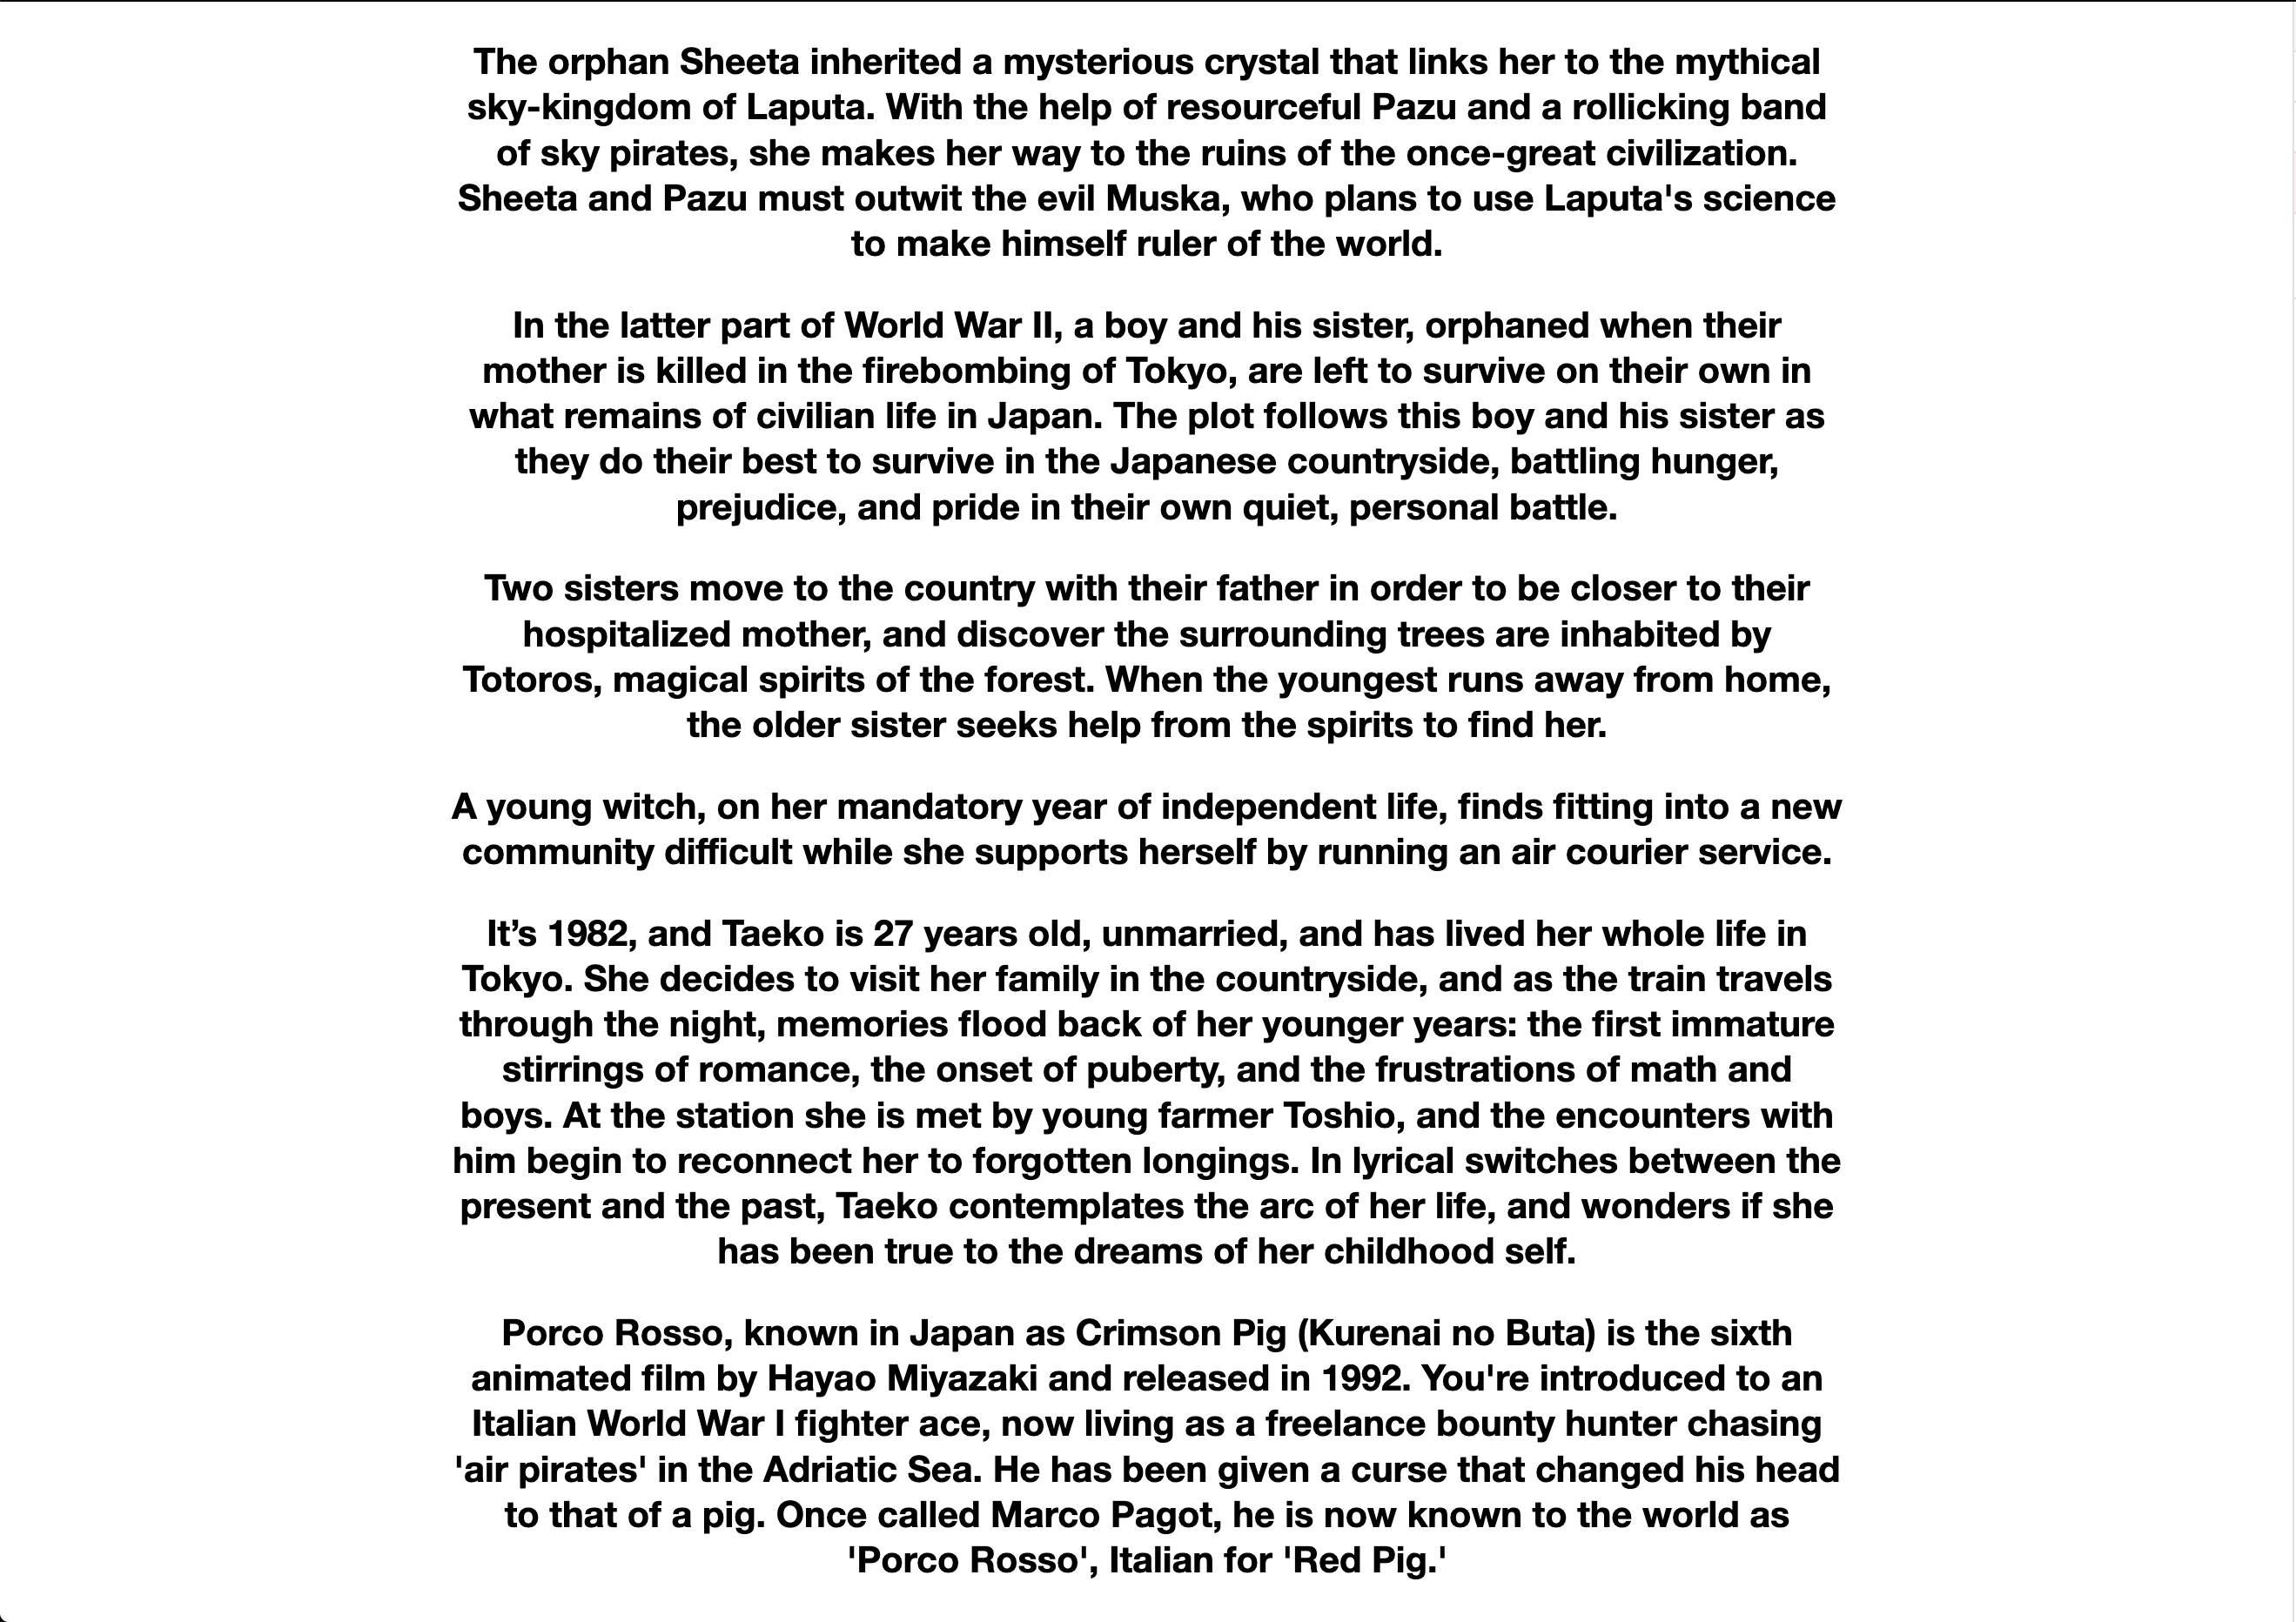 The orphan Sheeta inherited a mysterious crystal that links her to the mythical
sky-kingdom of Laputa. With the help of resourceful Pazu and a rollicking band
of sky pirates, she makes her way to the ruins of the once-great civilization.
Sheeta and Pazu must outwit the evil Muska, who plans to use Laputa's science
to make himself ruler of the world.
In the latter part of World War II, a boy and his sister, orphaned when their
mother is killed in the firebombing of Tokyo, are left to survive on their own in
what remains of civilian life in Japan. The plot follows this boy and his sister as
they do their best to survive in the Japanese countryside, battling hunger,
prejudice, and pride in their own quiet, personal battle.
Two sisters move to the country with their father in order to be closer to their
hospitalized mother, and discover the surrounding trees are inhabited by
Totoros, magical spirits of the forest. When the youngest runs away from home,
the older sister seeks help from the spirits to find her.
A young witch, on her mandatory year of independent life, finds fitting into a new
community difficult while she supports herself by running an air courier service.
It’s 1982, and Taeko is 27 years old, unmarried, and has lived her whole life in
Tokyo. She decides to visit her family in the countryside, and as the train travels
through the night, memories flood back of her younger years: the first immature
stirrings of romance, the onset of puberty, and the frustrations of math and
boys. At the station she is met by young farmer Toshio, and the encounters with
him begin to reconnect her to forgotten longings. In lyrical switches between the
present and the past, Taeko contemplates the arc of her life, and wonders if she
has been true to the dreams of her childhood self.
Porco Rosso, known in Japan as Crimson Pig (Kurenai no Buta) is the sixth
animated film by Hayao Miyazaki and released in 1992. You're introduced to an
Italian World War I fighter ace, now living as a freelance bounty hunter chasing
'air pirates' in the Adriatic Sea. He has been given a curse that changed his head
to that of a pig. Once called Marco Pagot, he is now known to the world as
'Porco Rosso', Italian for 'Red Pig.'